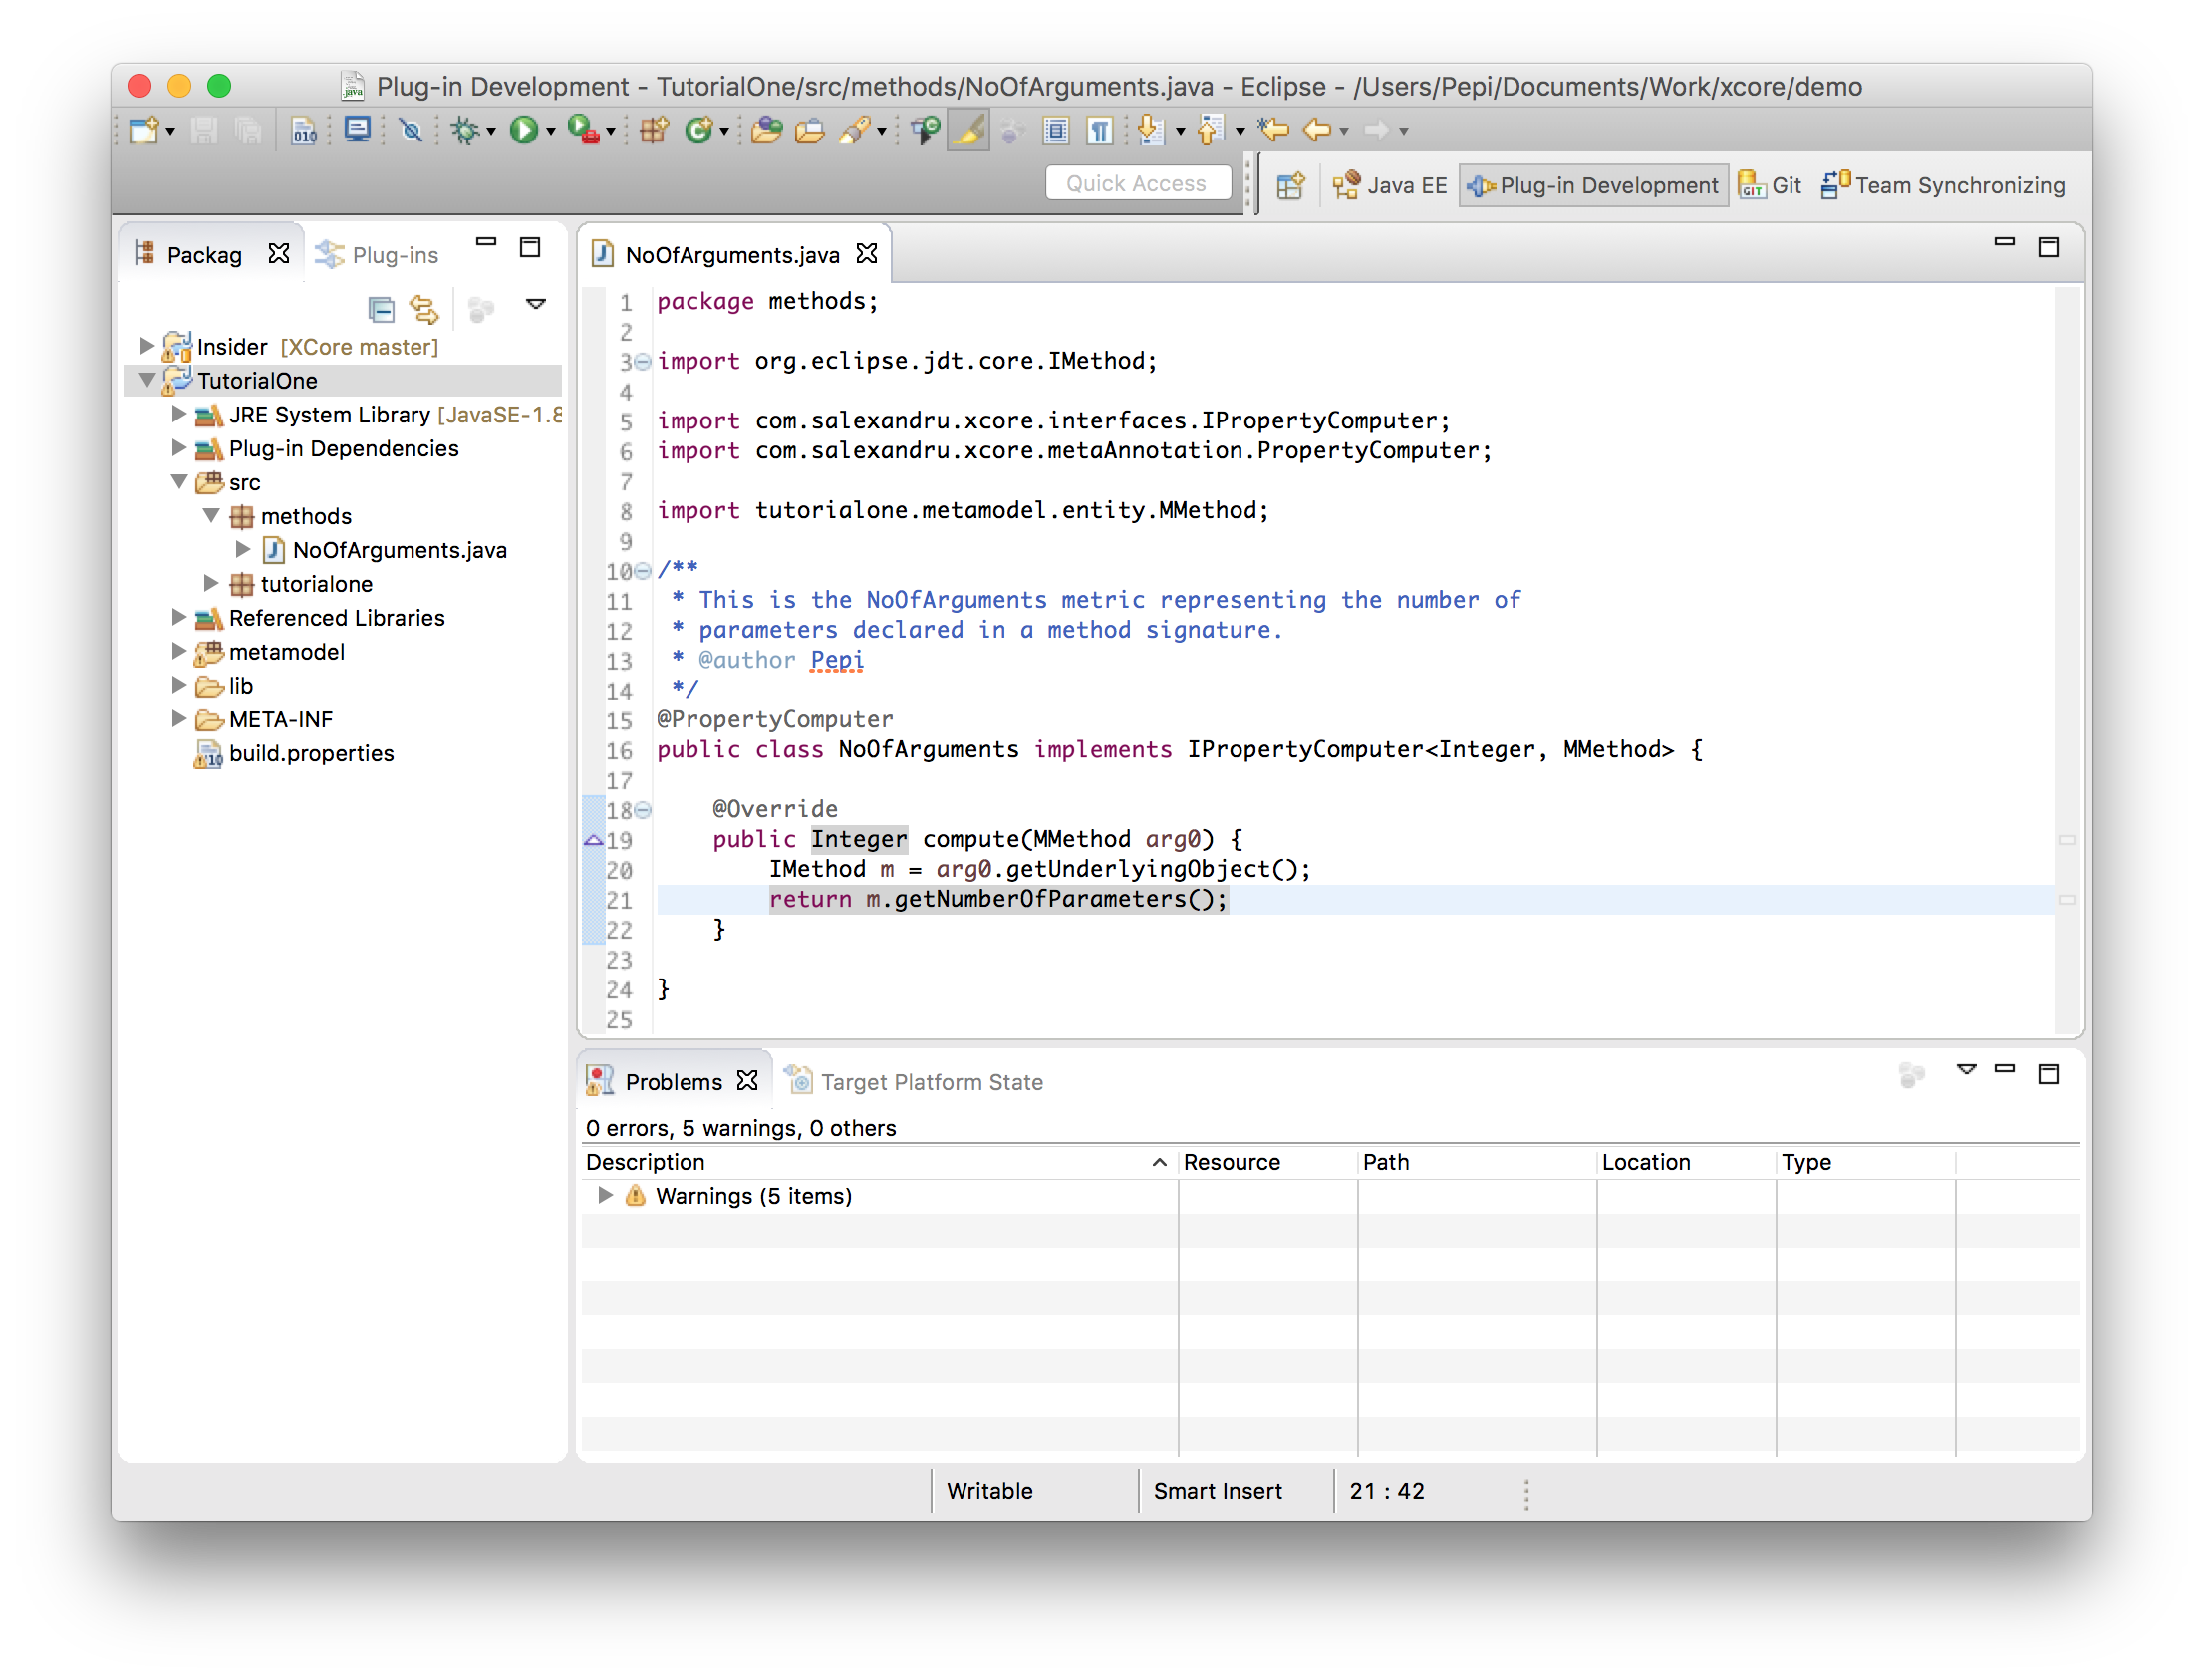 Plug-in Development - TutorialOne/src/methods/NoOfArguments.java - Eclipse - /Users/Pepi/Documents/Work/xcore/demo
Quick Access
Java EE
Plug-in Development
Git
Team Synchronizing
Packag
Plug-ins
Insider [XCore master]
TutorialOne
JRE System Library [JavaSE-1.8
Plug-in Dependencies
src
methods
NoOfArguments.java
tutorialone
Referenced Libraries
metamodel
lib
META-INF
build.properties
NoOfArguments.java
1 package methods;
2
3 import org.eclipse.jdt.core.IMethod;
4
5 import com.salexandru.xcore.interfaces.IPropertyComputer;
6 import com.salexandru.xcore.metaAnnotation.PropertyComputer;
7
8 import tutorialone.metamodel.entity.MMethod;
9
10 /**
11 * This is the NoOfArguments metric representing the number of
12 * parameters declared in a method signature.
13 * @author Pepi
14 */
15 @PropertyComputer
16 public class NoOfArguments implements IPropertyComputer<Integer, MMethod> {
17
18 @Override
19 public Integer compute(MMethod arg0) {
20 IMethod m = arg0.getUnderlyingObject();
21 return m.getNumberOfParameters();
22 }
23
24 }
25
Problems
Target Platform State
0 errors, 5 warnings, 0 others
Description Resource Path Location Type
Warnings (5 items)
Writable Smart Insert 21 : 42